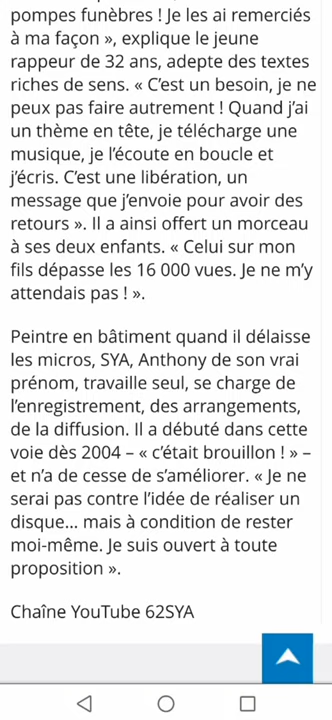 pompes funèbres ! Je les ai remerciés
à ma façon », explique le jeune
rappeur de 32 ans, adepte des textes
riches de sens. « C’est un besoin, je ne
peux pas faire autrement ! Quand j’ai
un thème en tête, je télécharge une
musique, je l’écoute en boucle et
j’écris. C’est une libération, un
message que j’envoie pour avoir des
retours ». Il a ainsi offert un morceau
à ses deux enfants. « Celui sur mon
fils dépasse les 16 000 vues. Je ne m’y
attendais pas ! ».
Peintre en bâtiment quand il délaisse
les micros, SYA, Anthony de son vrai
prénom, travaille seul, se charge de
l’enregistrement, des arrangements,
de la diffusion. Il a débuté dans cette
voie dès 2004 – « c’était brouillon ! » –
et n’a de cesse de s’améliorer. « Je ne
serai pas contre l’idée de réaliser un
disque… mais à condition de rester
moi-même. Je suis ouvert à toute
proposition ».
Chaîne YouTube 62SYA